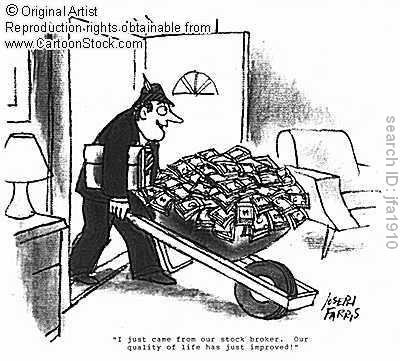 © Original Artist
Reproduction rights obtainable from
www.CartoonStock.com
search ID: jfa1910
JOSEPH
FARRIS
"I just came from our stock broker. Our
quality of life has just improved!"